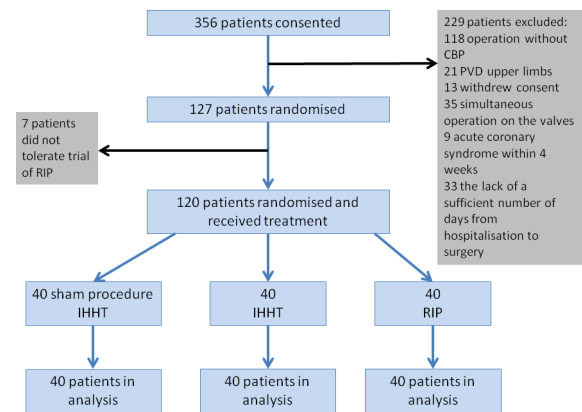 356 patients consented
229 patients excluded:
118 operation without
CBP
21 PVD upper limbs
13 withdrew consent
35 simultaneous
operation on the valves
9 acute coronary
syndrome within 4
weeks
33 the lack of a
sufficient number of
days from
hospitalisation to
surgery
127 patients randomised
7 patients
did not
tolerate trial
of RIP
120 patients randomised and
received treatment
40 sham procedure
IHHT
40
IHHT
40
RIP
40 patients in
analysis
40 patients in
analysis
40 patients in
analysis